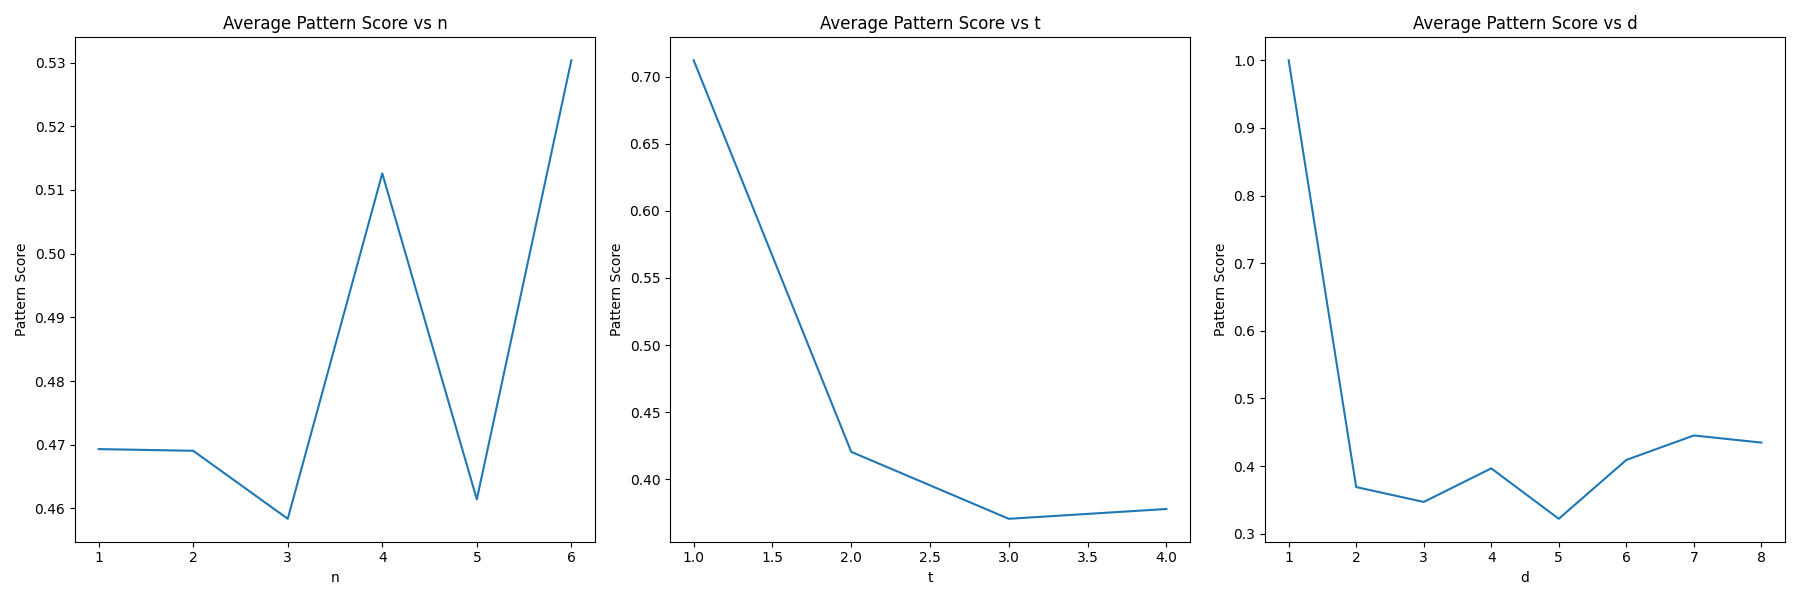 Average Pattern Score vs n
Pattern Score
0.53
0.52
0.51
0.50
0.49
0.48
0.47
0.46
1 2 3 4 5 6
n
Average Pattern Score vs t
Pattern Score
0.70
0.65
0.60
0.55
0.50
0.45
0.40
1.0 1.5 2.0 2.5 3.0 3.5 4.0
t
Average Pattern Score vs d
Pattern Score
1.0
0.9
0.8
0.7
0.6
0.5
0.4
0.3
1 2 3 4 5 6 7 8
d